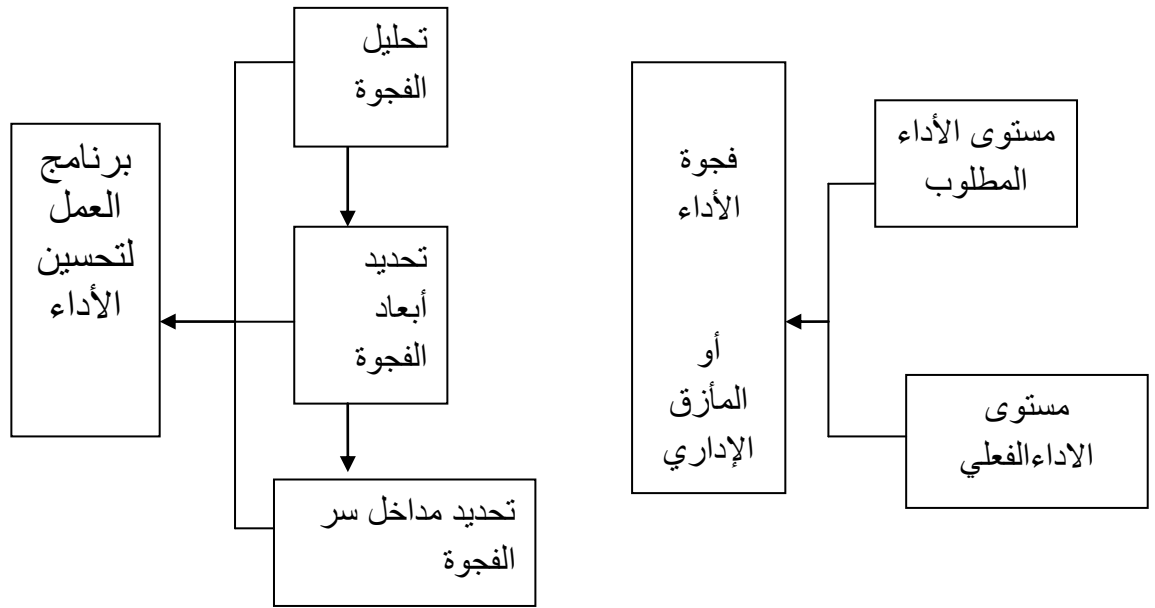 مستوى الأداء
المطلوب
مستوى
الاداءالفعلي
فجوة
الأداء
أو
المأزق
الإداري
تحليل
الفجوة
تحديد
أبعاد
الفجوة
تحديد مداخل سر
الفجوة
برنامج
العمل
لتحسين
الأداء